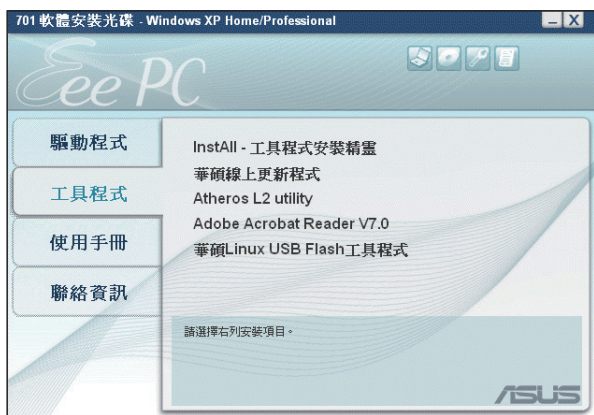 701 軟體安裝光碟 - Windows XP Home/Professional
Eee PC
驅動程式
工具程式
使用手冊
聯絡資訊
InstAll - 工具程式安裝精靈
華碩線上更新程式
Atheros L2 utility
Adobe Acrobat Reader V7.0
華碩Linux USB Flash工具程式
請選擇右列安裝項目。
ASUS